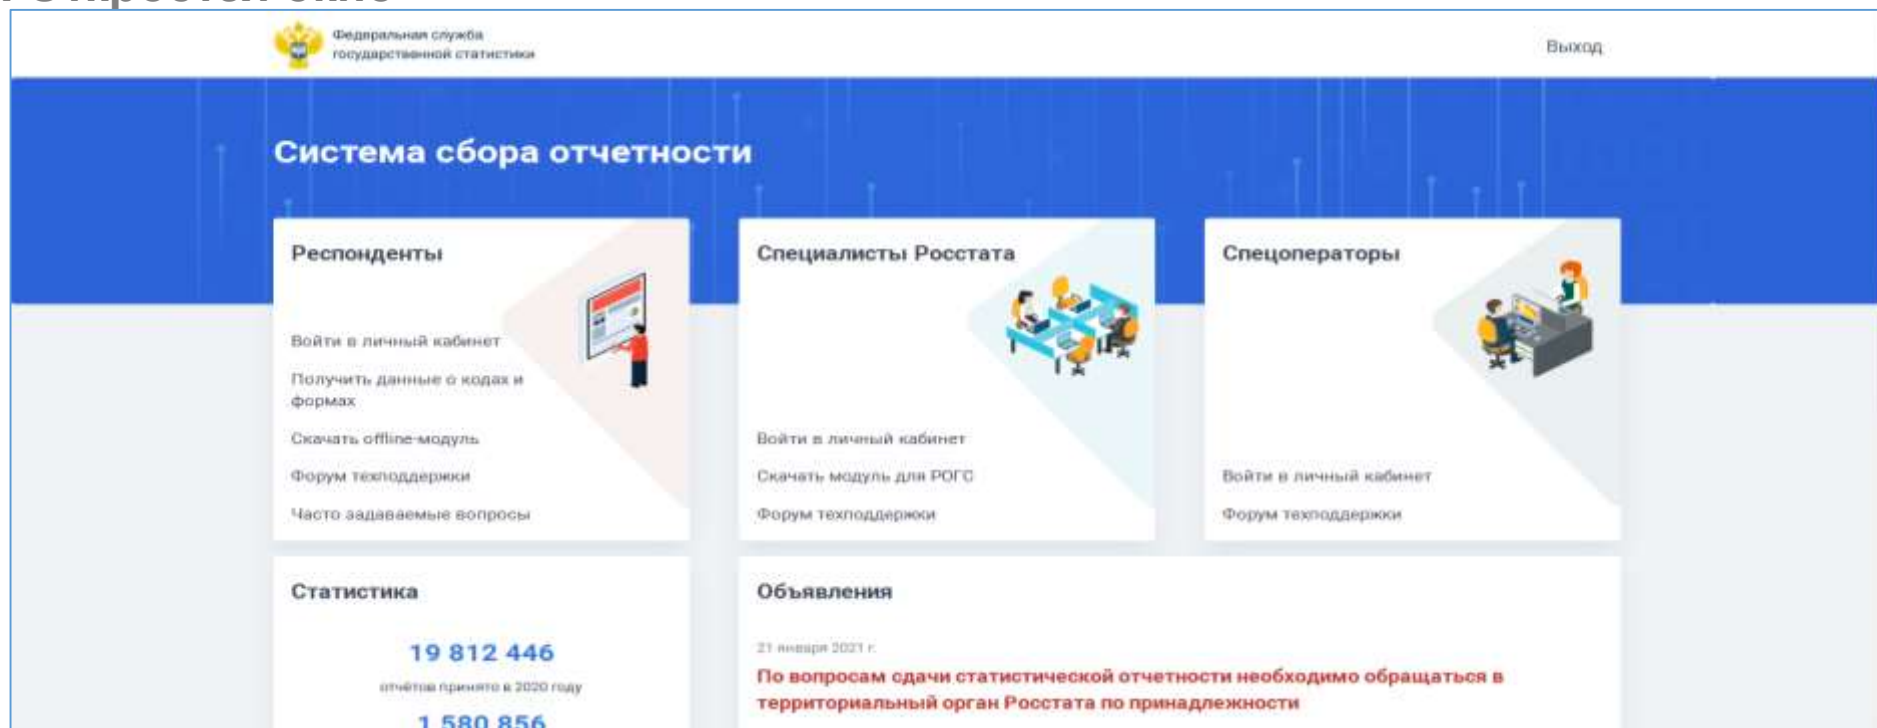 Федеральная служба
государственной статистики
Выход
Система сбора отчетности
Респонденты
Войти в личный кабинет
Получить данные о кодах и
формах
Скачать offline-модуль
Форум техподдержки
Часто задаваемые вопросы
Специалисты Росстата
Войти в личный кабинет
Скачать модуль для РОГС
Форум техподдержки
Спецоператоры
Войти в личный кабинет
Форум техподдержки
Статистика
19 812 446
отчётов принято в 2020 году
1 580 856
Объявления
21 января 2021 г.
По вопросам сдачи статистической отчетности необходимо обращаться в
территориальный орган Росстата по принадлежности